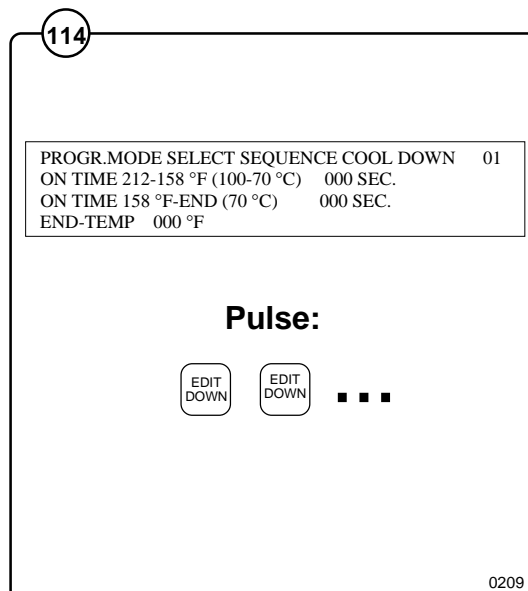 114
PROGR.MODE SELECT SEQUENCE COOL DOWN 01
ON TIME 212-158 °F (100-70 °C) 000 SEC.
ON TIME 158 °F-END (70 °C) 000 SEC.
END-TEMP 000 °F
Pulse:
EDIT DOWN EDIT DOWN ...
0209